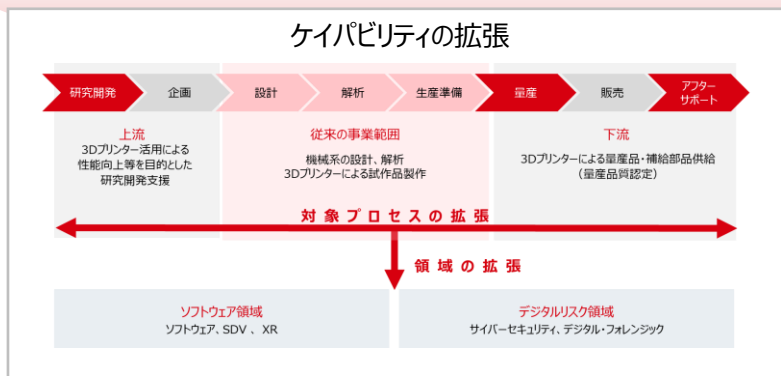 ケイパビリティの拡張
研究開発
企画
設計
解析
生産準備
量産
販売
アフター
サポート
上流
3Dプリンター活用による
性能向上等を目的とした
研究開発支援
従来の事業範囲
機械系の設計、解析
3Dプリンターによる試作品製作
下流
3Dプリンターによる量産品・補給部品供給
（量産品質認定）
対象プロセスの拡張
領域の拡張
ソフトウェア領域
ソフトウェア、SDV 、 XR
デジタルリスク領域
サイバーセキュリティ、デジタル・フォレンジック